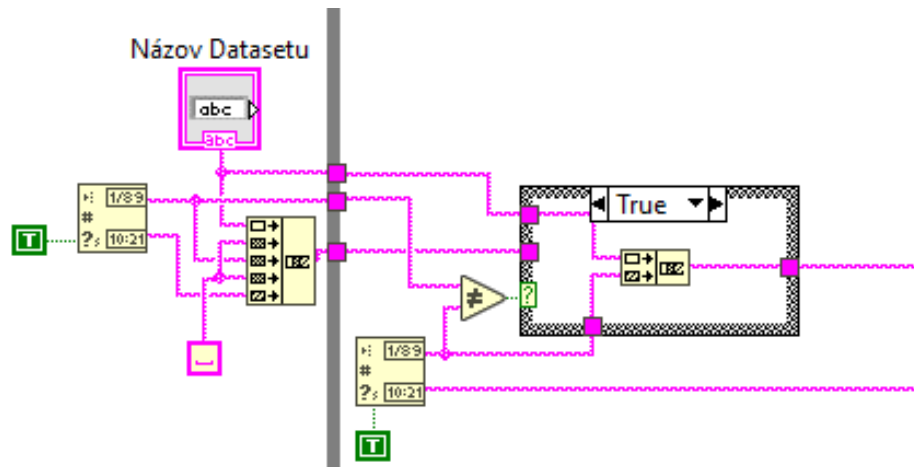 Názov Datasetu
abc
abc
1/89
#
?s 10:21
T
True
?
≠
1/89
#
?s 10:21
T